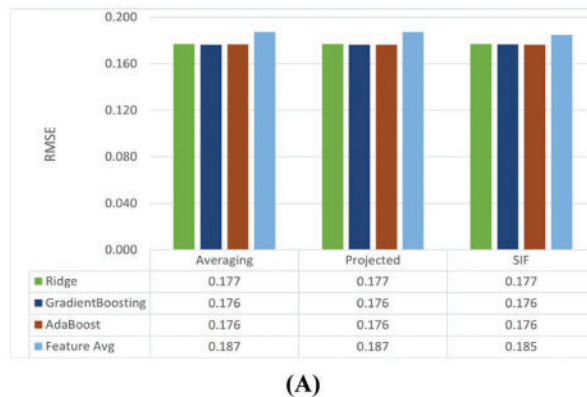 0.200
0.160
0.120
0.080
0.040
0.000
RMSE
Averaging Projected SIF
Ridge 0.177 0.177 0.177
GradientBoosting 0.176 0.176 0.176
AdaBoost 0.176 0.176 0.176
Feature Avg 0.187 0.187 0.185
(A)